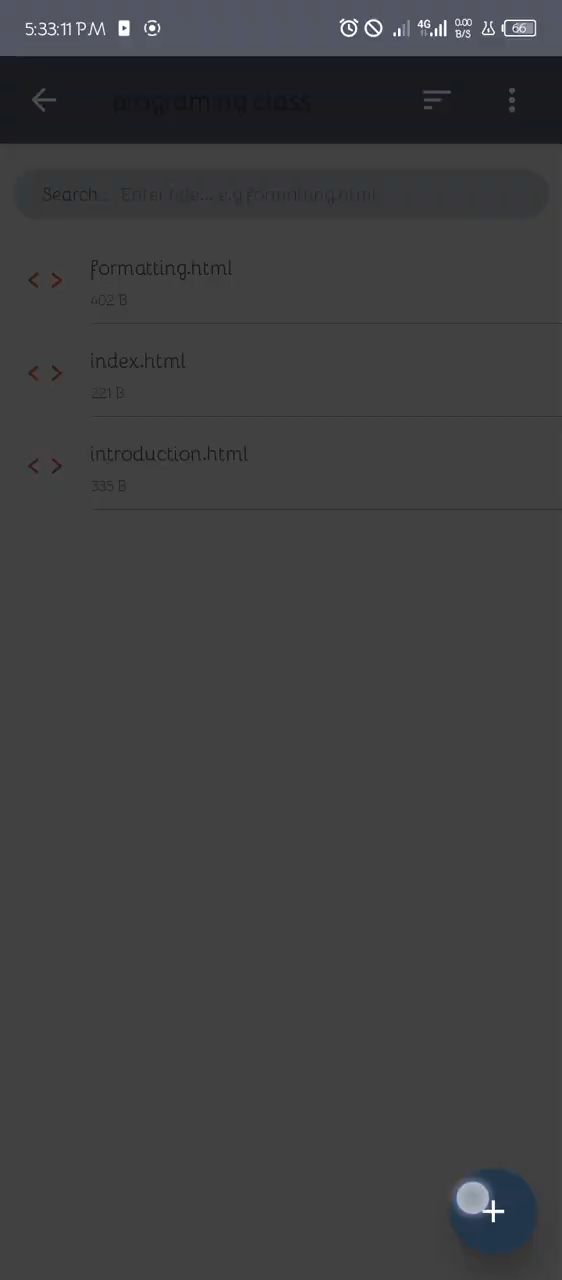 5:33:11 PM 4G 0.00 B/S 66
programing class
Search... Enter title... e.g formatting.html
formatting.html
402 B
index.html
221 B
introduction.html
335 B